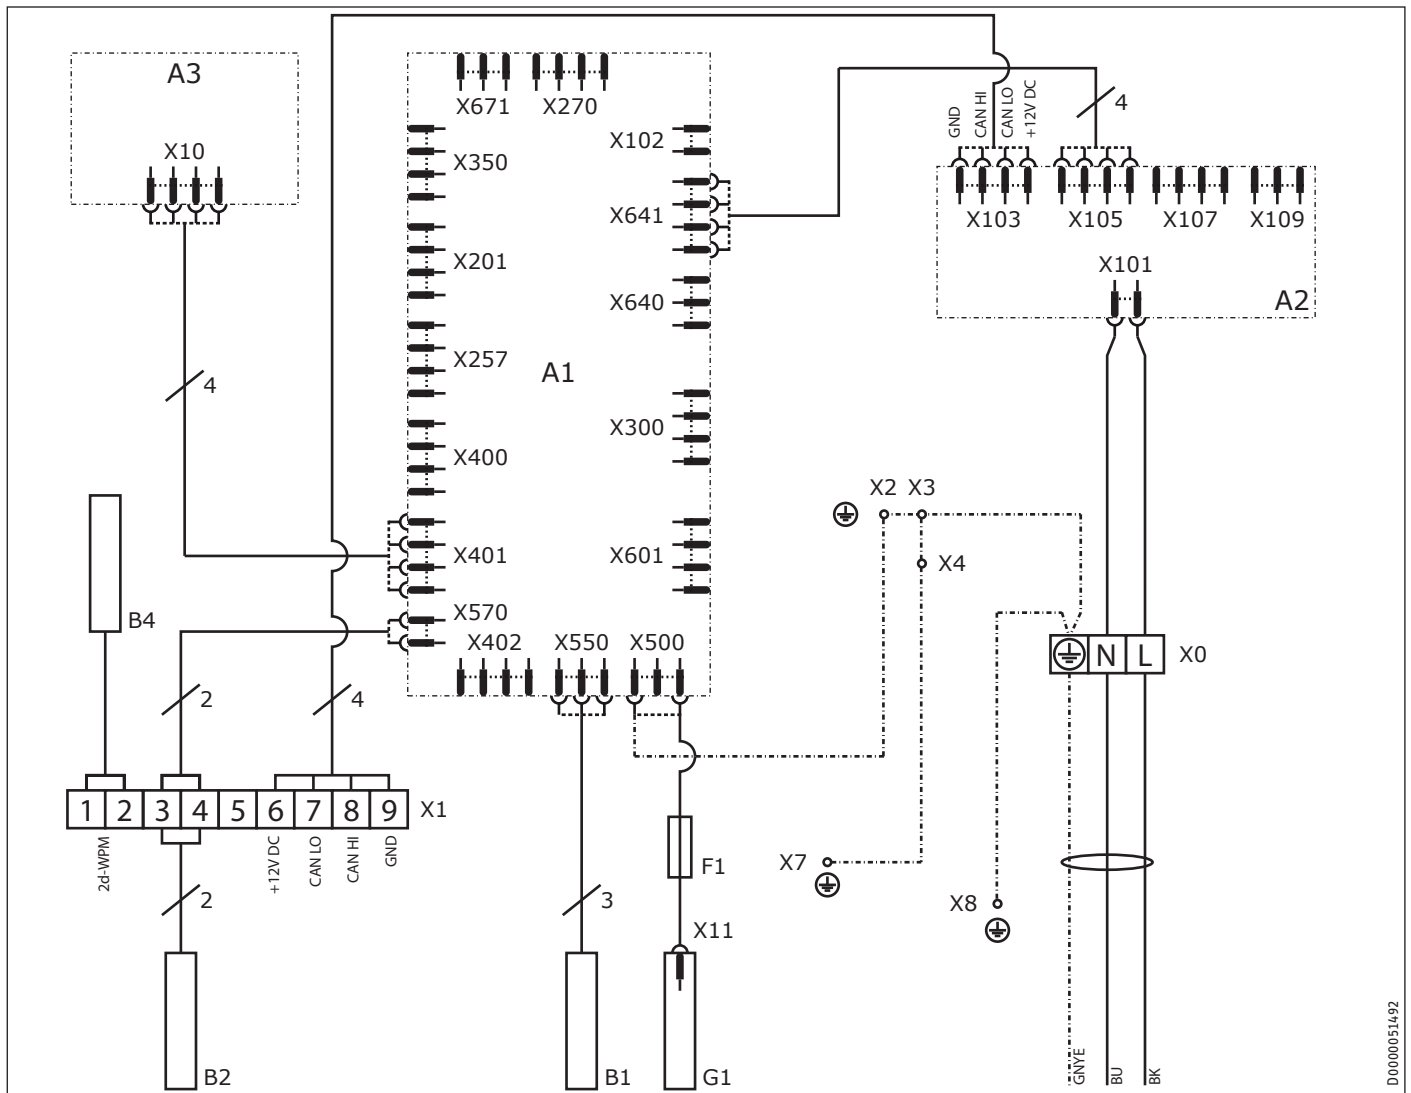 A3
X10
X671
X270
X350
X102
X201
X641
X257
X640
A1
X400
X300
X401
X601
X570
X402
X550
X500
GND
CAN HI
CAN LO
+12V DC
4
X103
X105
X107
X109
X101
A2
4
B4
2
4
X2
X3
X4
N
L
X0
1
2
3
4
5
6
7
8
9
X1
2d-WPM
+12V DC
CAN LO
CAN HI
GND
2
B2
3
B1
F1
X11
G1
X7
X8
GNYE
BU
BK
D0000051492